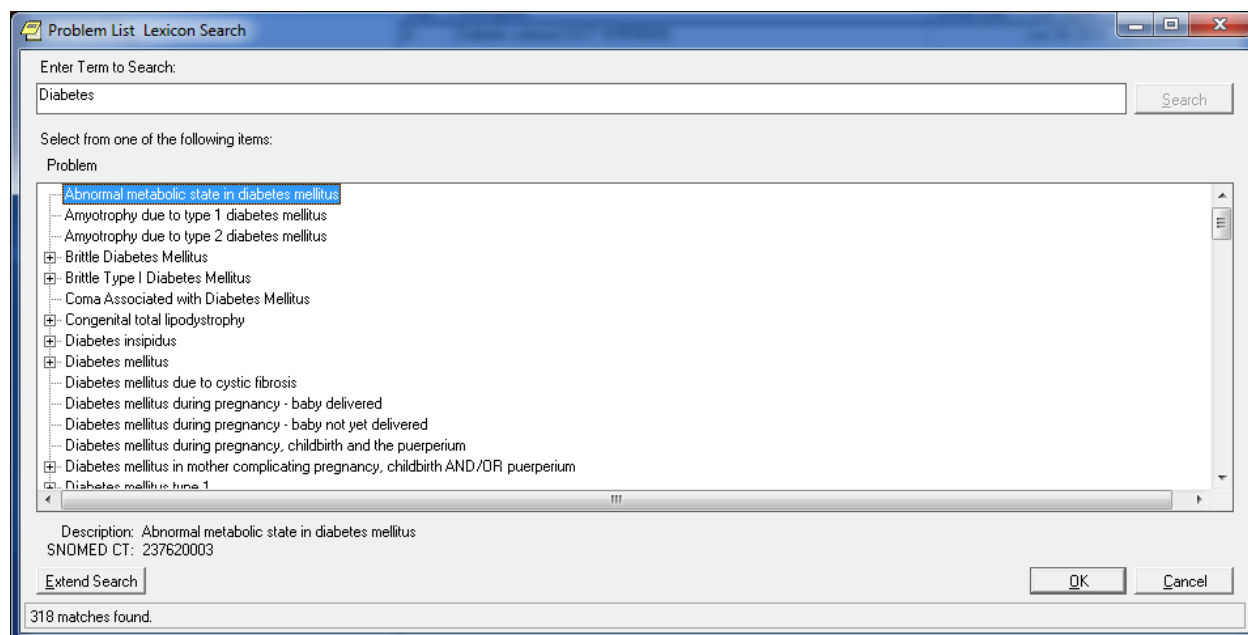 Problem List  Lexicon Search
Enter Term to Search:
Diabetes
Search
Select from one of the following items:
Problem
Abnormal metabolic state in diabetes mellitus
Amyotrophy due to type 1 diabetes mellitus
Amyotrophy due to type 2 diabetes mellitus
Brittle Diabetes Mellitus
Brittle Type I Diabetes Mellitus
Coma Associated with Diabetes Mellitus
Congenital total lipodystrophy
Diabetes insipidus
Diabetes mellitus
Diabetes mellitus due to cystic fibrosis
Diabetes mellitus during pregnancy - baby delivered
Diabetes mellitus during pregnancy - baby not yet delivered
Diabetes mellitus during pregnancy, childbirth and the puerperium
Diabetes mellitus in mother complicating pregnancy, childbirth AND/OR puerperium
Diabetes mellitus type 1
Description: Abnormal metabolic state in diabetes mellitus
SNOMED CT: 237620003
Extend Search
OK
Cancel
318 matches found.